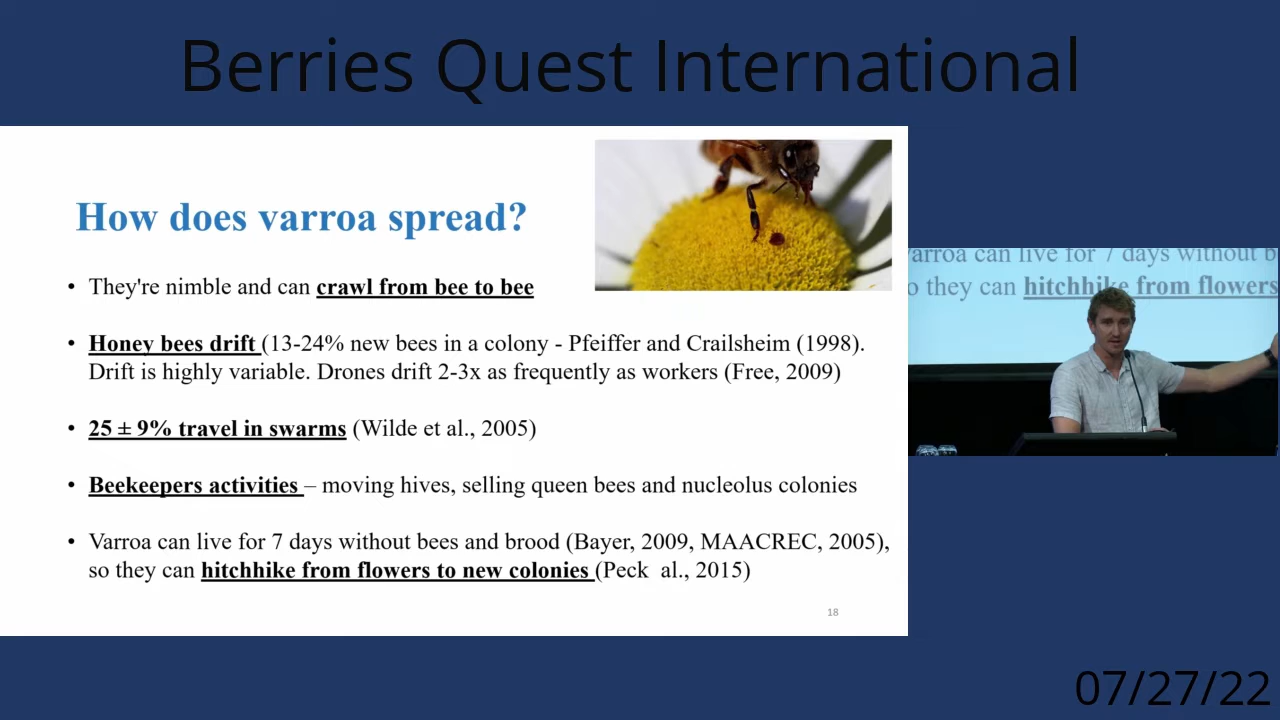 Berries Quest International
How does varroa spread?
• They're nimble and can crawl from bee to bee
• Honey bees drift (13-24% new bees in a colony - Pfeiffer and Crailsheim (1998).
Drift is highly variable. Drones drift 2-3x as frequently as workers (Free, 2009)
• 25 ± 9% travel in swarms (Wilde et al., 2005)
• Beekeepers activities – moving hives, selling queen bees and nucleolus colonies
• Varroa can live for 7 days without bees and brood (Bayer, 2009, MAACREC, 2005),
so they can hitchhike from flowers to new colonies (Peck  al., 2015)
18
arroa can live for 7 days without b
o they can hitchhike from flowers
07/27/22